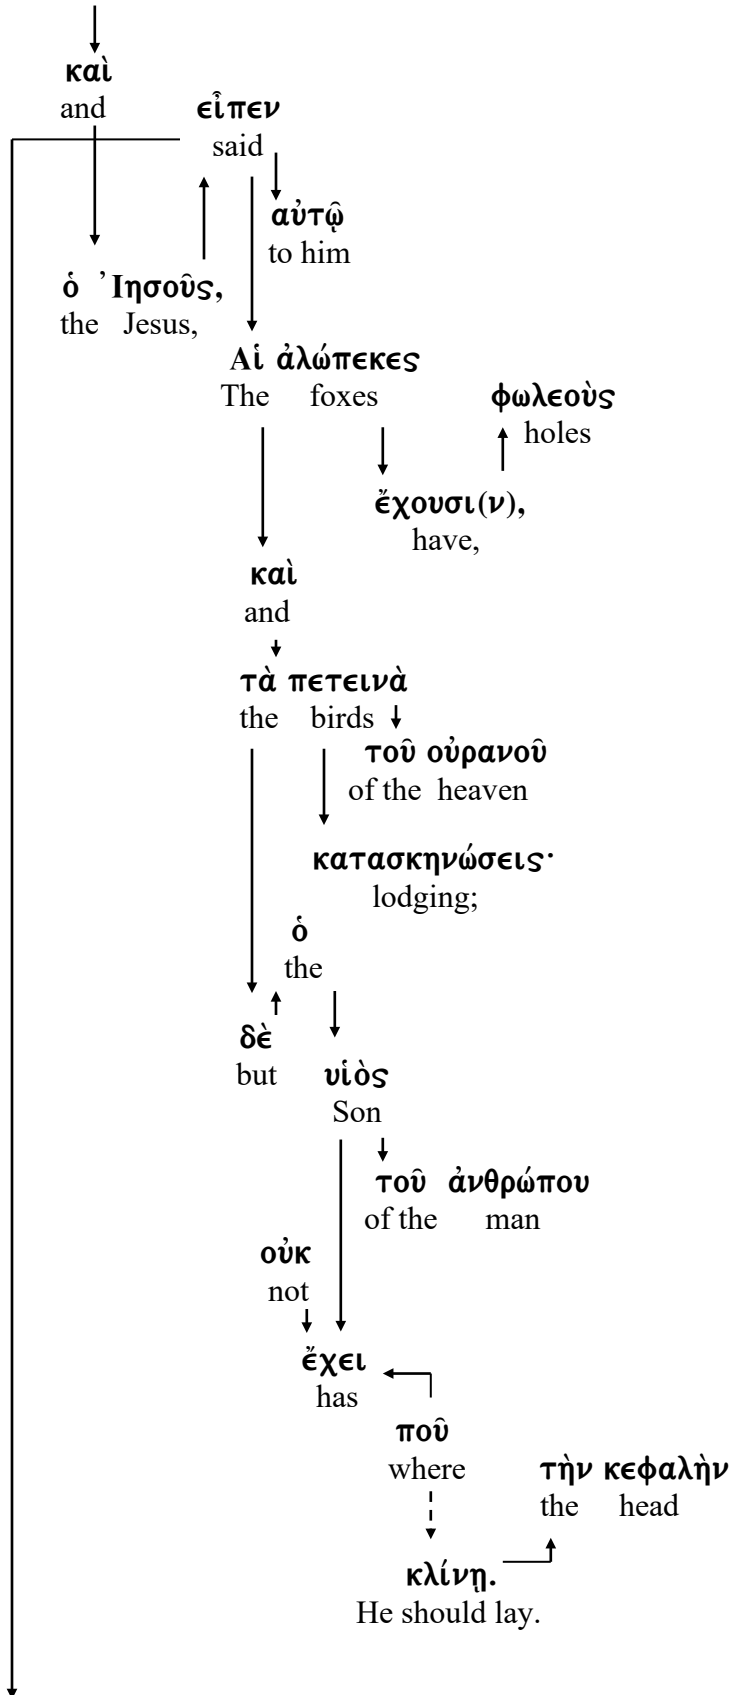 καὶ
and
εἶπεν
said
αὐτῷ
to him
ὁ Ἰησοῦς,
the Jesus,
Αἱ ἀλώπεκες
The foxes
φωλεοὺς
holes
ἔχουσι(ν),
have,
καὶ
and
τὰ πετεινὰ
the birds
τοῦ οὐρανοῦ
of the heaven
κατασκηνώσεις·
lodging;
ὁ
the
δὲ
but
υἱὸς
Son
τοῦ ἀνθρώπου
of the man
οὐκ
not
ἔχει
has
ποῦ
where
τὴν κεφαλὴν
the head
κλίνῃ.
He should lay.